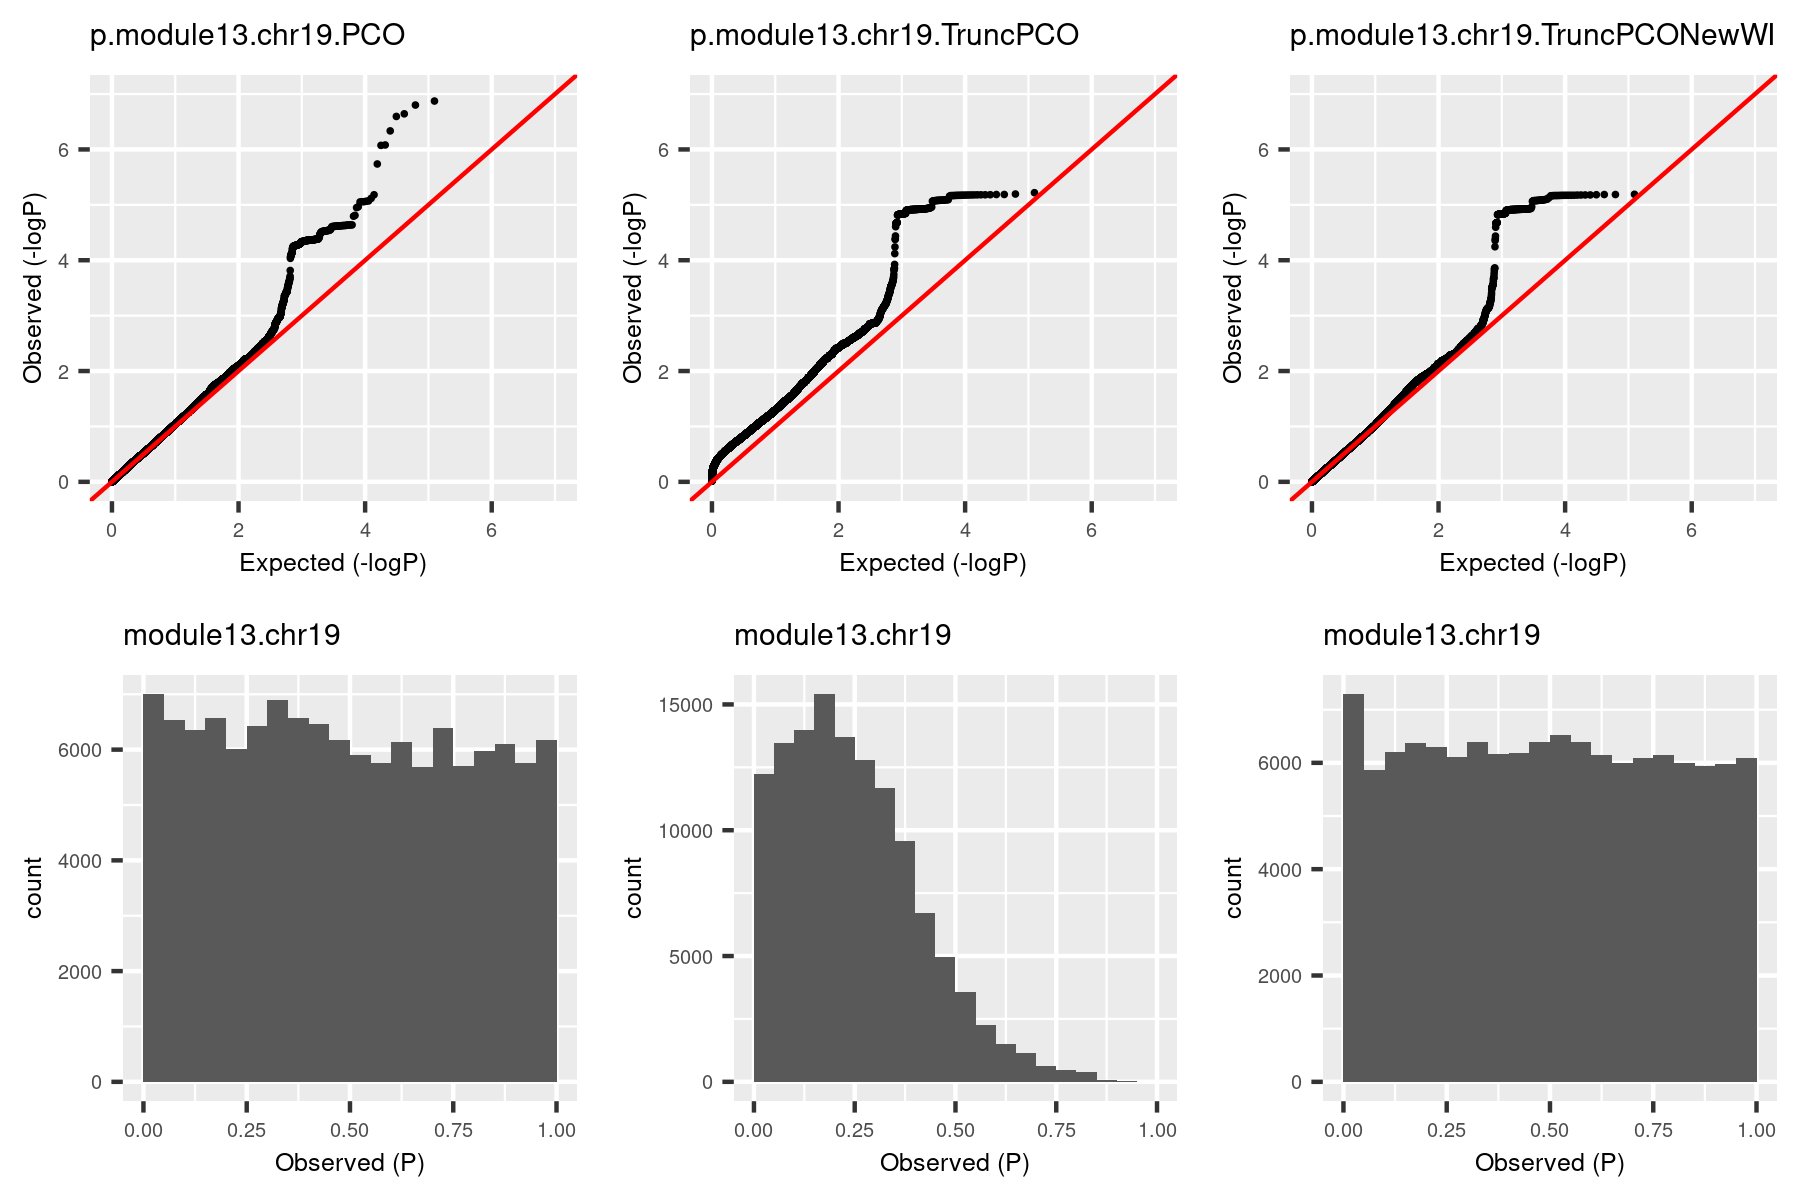 p.module13.chr19.PCO
p.module13.chr19.TruncPCO
p.module13.chr19.TruncPCONewWI
Observed (-logP)
6
4
2
0
0 2 4 6
Expected (-logP)
Observed (-logP)
6
4
2
0
0 2 4 6
Expected (-logP)
Observed (-logP)
6
4
2
0
0 2 4 6
Expected (-logP)
module13.chr19
count
6000
4000
2000
0
0.00 0.25 0.50 0.75 1.00
Observed (P)
module13.chr19
count
15000
10000
5000
0
0.00 0.25 0.50 0.75 1.00
Observed (P)
module13.chr19
count
6000
4000
2000
0
0.00 0.25 0.50 0.75 1.00
Observed (P)